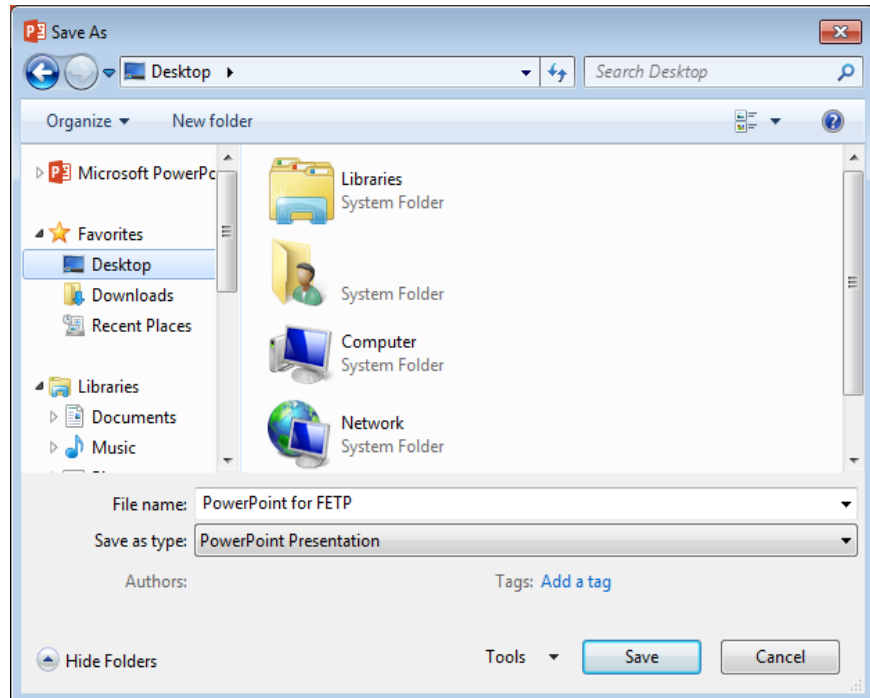 Save As
Desktop
Search Desktop
Organize
New folder
Microsoft PowerPc
Favorites
Desktop
Downloads
Recent Places
Libraries
Documents
Music
Libraries
System Folder
System Folder
Computer
System Folder
Network
System Folder
File name: PowerPoint for FETP
Save as type: PowerPoint Presentation
Authors:
Tags: Add a tag
Hide Folders
Tools
Save
Cancel